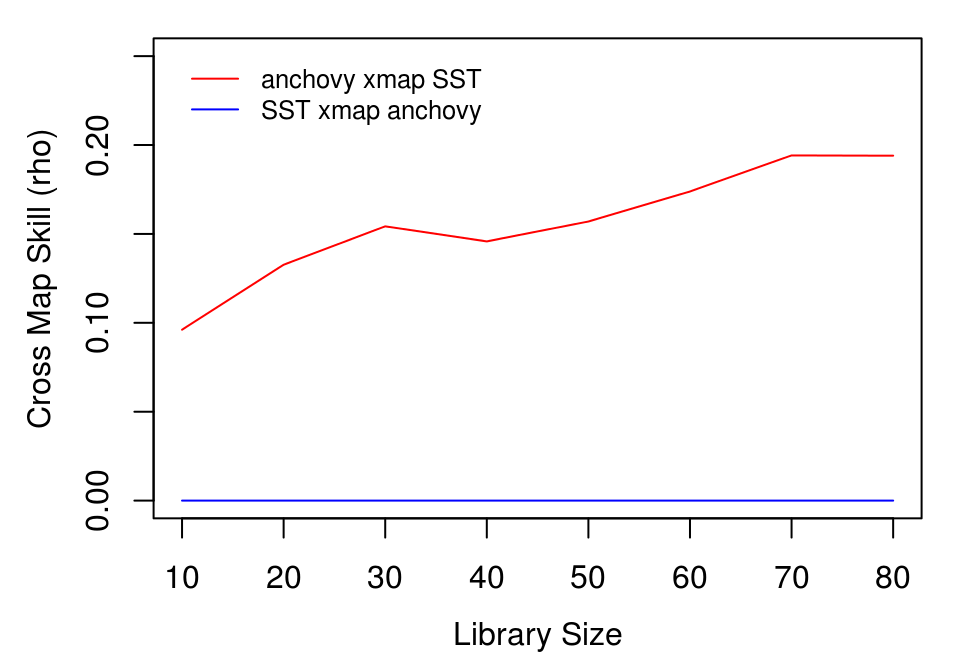 anchovy xmap SST
SST xmap anchovy
Cross Map Skill (rho)
0.20
0.10
0.00
10 20 30 40 50 60 70 80
Library Size